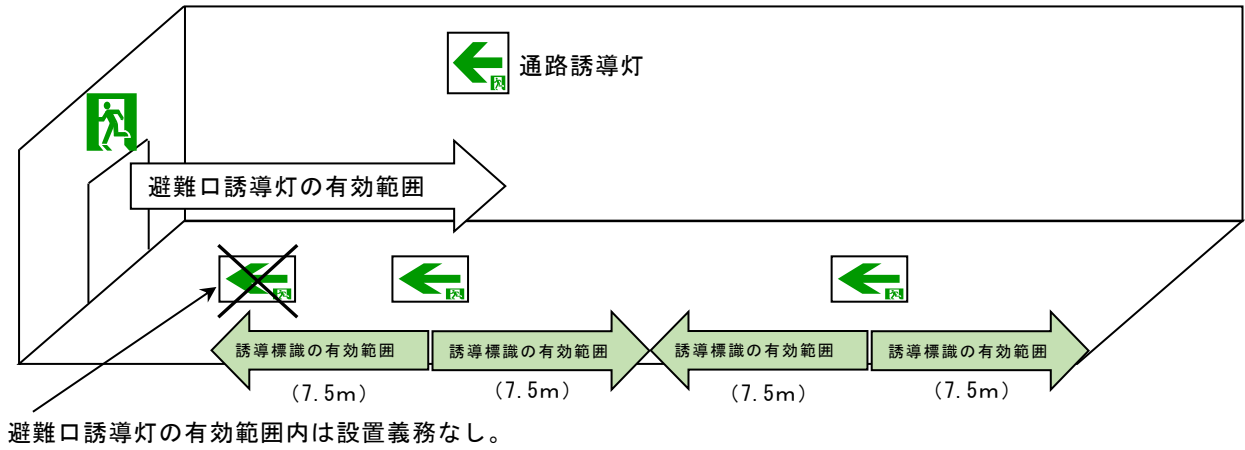 通路誘導灯
避難口誘導灯の有効範囲
誘導標識の有効範囲
誘導標識の有効範囲
誘導標識の有効範囲
誘導標識の有効範囲
（7.5ｍ）
（7.5ｍ）
（7.5ｍ）
（7.5ｍ）
避難口誘導灯の有効範囲内は設置義務なし。